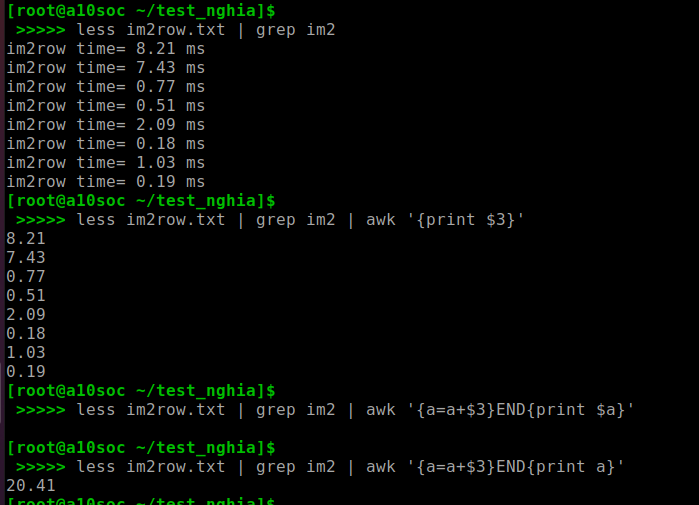 [root@a10soc ~/test_nghia]$
>>>>> less im2row.txt | grep im2
im2row time= 8.21 ms
im2row time= 7.43 ms
im2row time= 0.77 ms
im2row time= 0.51 ms
im2row time= 2.09 ms
im2row time= 0.18 ms
im2row time= 1.03 ms
im2row time= 0.19 ms
[root@a10soc ~/test_nghia]$
>>>>> less im2row.txt | grep im2 | awk '{print $3}'
8.21
7.43
0.77
0.51
2.09
0.18
1.03
0.19
[root@a10soc ~/test_nghia]$
>>>>> less im2row.txt | grep im2 | awk '{a=a+$3}END{print $a}'
[root@a10soc ~/test_nghia]$
>>>>> less im2row.txt | grep im2 | awk '{a=a+$3}END{print a}'
20.41
[root@a10soc ~/test_nghia]$